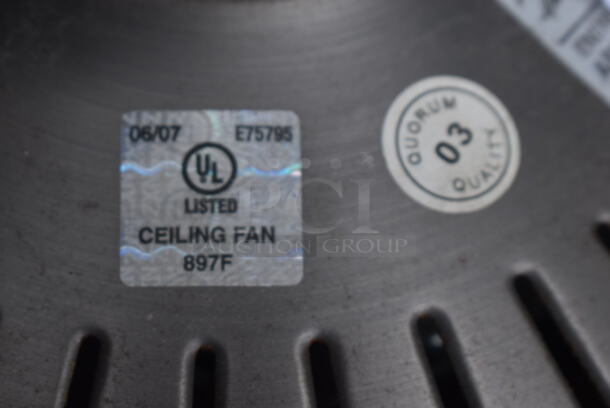 06/07 E75795
UL
LISTED
CEILING FAN
897F
QUORUM
03
QUALITY
PCI
AUCTION GROUP